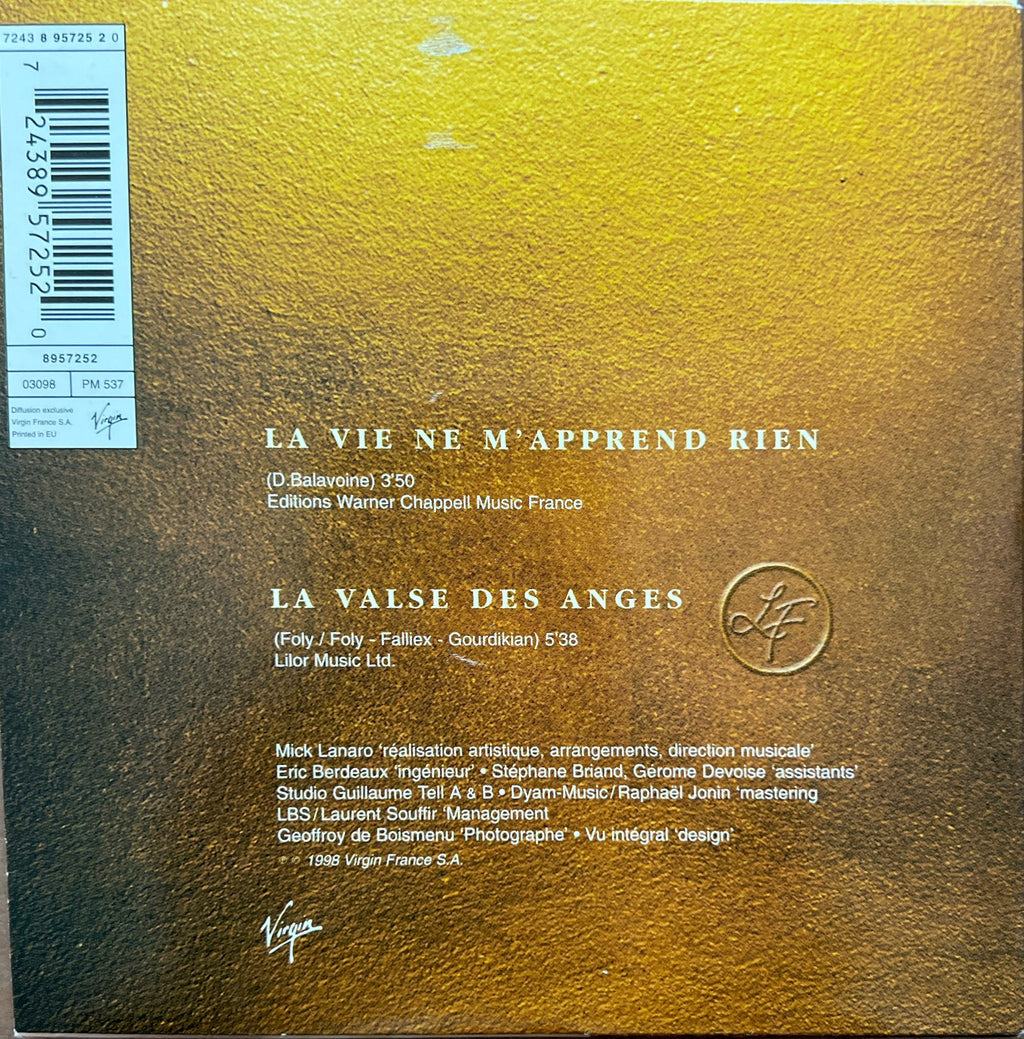 7243 8 95725 2 0
7 24389 57252 0
8957252
03098 PM 537
Diffusion exclusive
Virgin France S.A.
Printed in EU
Virgin
LA VIE NE M'APPREND RIEN
(D.Balavoine) 3'50
Editions Warner Chappell Music France
LA VALSE DES ANGES
(Foly / Foly - Falliex - Gourdikian) 5'38
Lilor Music Ltd.
LF
Mick Lanaro 'réalisation artistique, arrangements, direction musicale'
Eric Berdeaux 'ingénieur' • Stéphane Briand, Gérome Devoise 'assistants'
Studio Guillaume Tell A & B • Dyam-Music/Raphaël Jonin 'mastering
LBS/Laurent Souffir 'Management
Geoffroy de Boismenu 'Photographe' • Vu intégral 'design'
℗ © 1998 Virgin France S.A.
Virgin